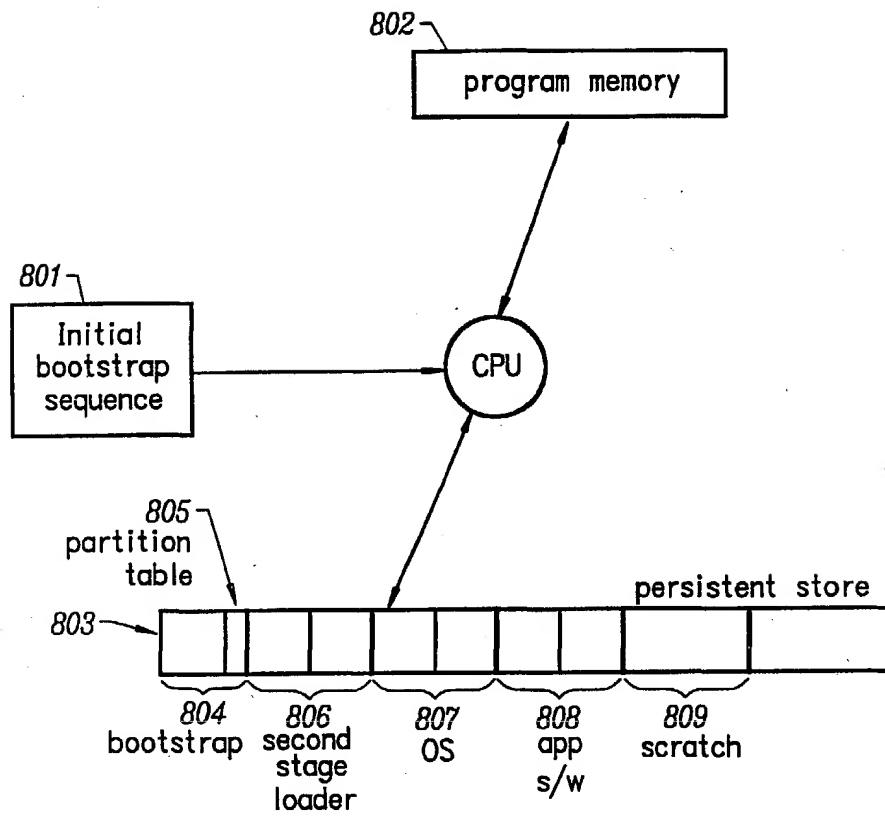 802
program memory
801
Initial
bootstrap
sequence
CPU
805
partition
table
persistent store
803
804
bootstrap
806
second
stage
loader
807
OS
808
app
s/w
809
scratch